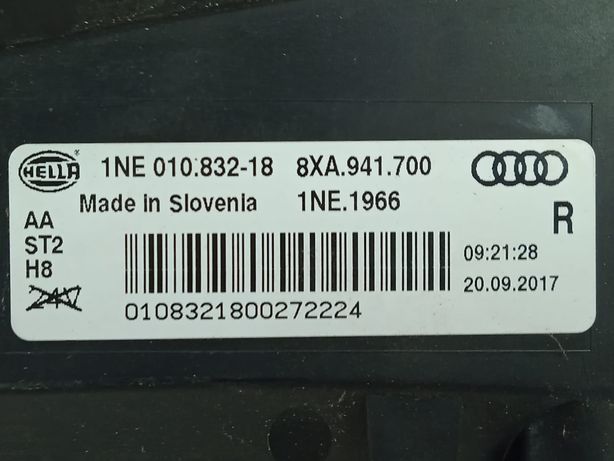 HELLA 1NE 010.832-18 8XA.941.700
Made in Slovenia 1NE.1966
AA
ST2
H8
24V
R
09:21:28
20.09.2017
0108321800272224